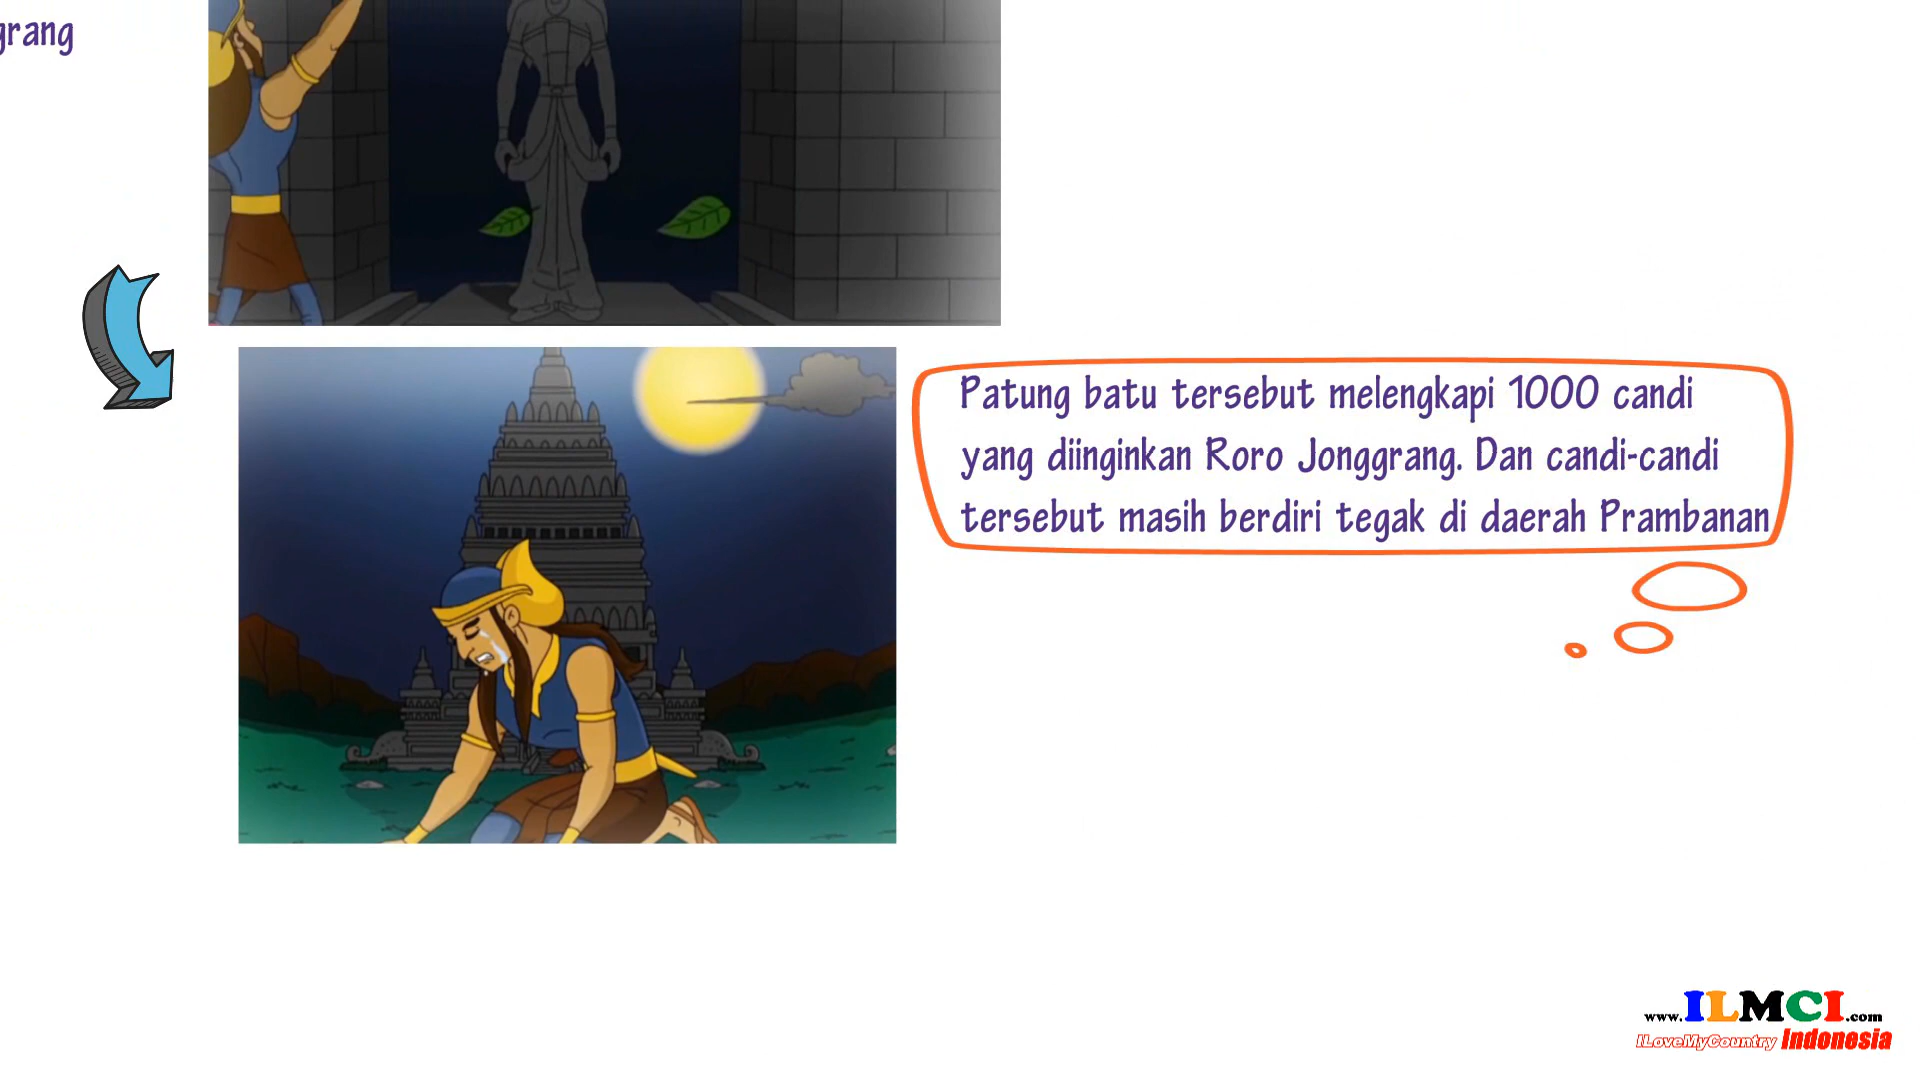 grang
Patung batu tersebut melengkapi 1000 candi
yang diinginkan Roro Jonggrang. Dan candi-candi
tersebut masih berdiri tegak di daerah Prambanan
www.ILMCI.com
ILoveMyCountry Indonesia